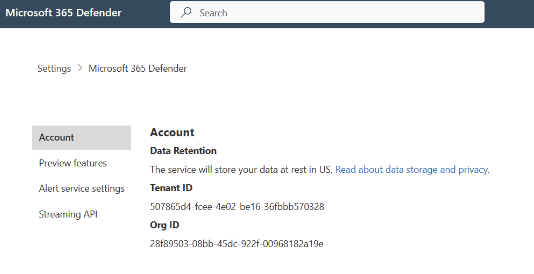 Microsoft 365 Defender
Search
Settings > Microsoft 365 Defender
Account
Preview features
Alert service settings
Streaming API
Account
Data Retention
The service will store your data at rest in US. Read about data storage and privacy.
Tenant ID
507865d4-fcee-4e02-be16-36fbbb570328
Org ID
28f89503-08bb-45dc-922f-00968182a19e